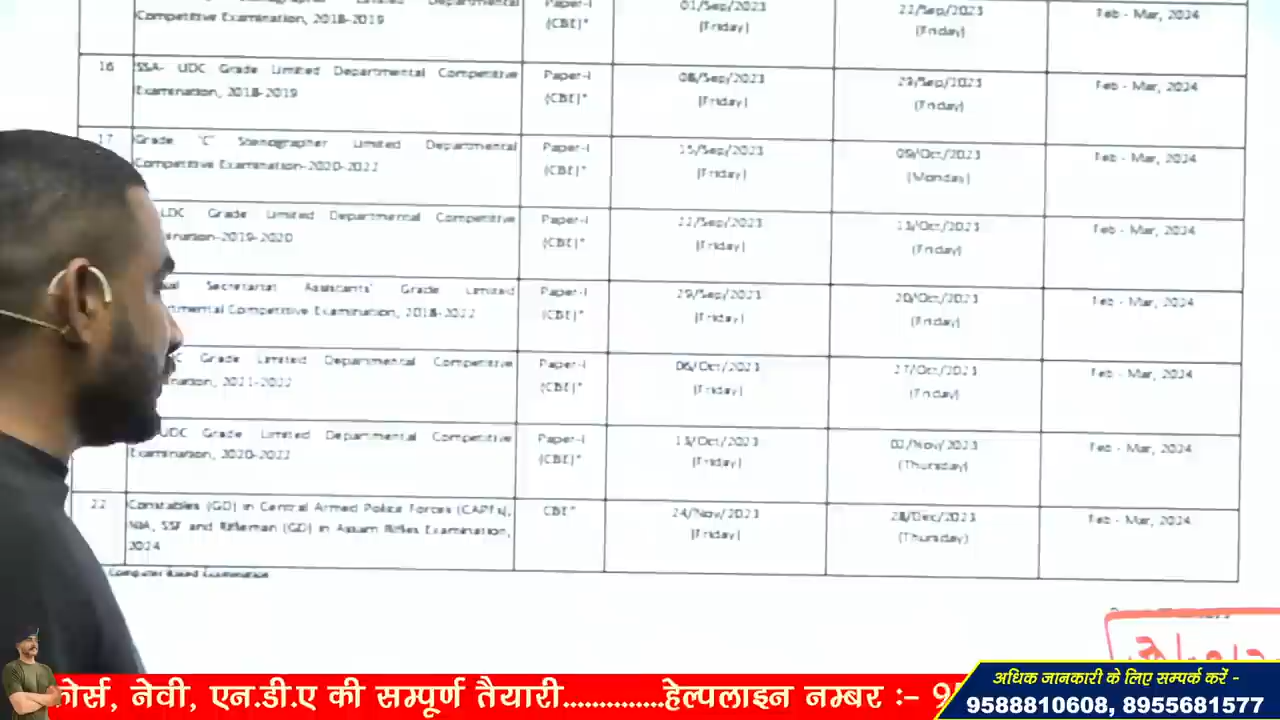 Competitive Examination, 2018-2019
Paper-I
(CBE)*
01/Sep/2023
(Friday)
22/Sep/2023
(Friday)
Feb - Mar, 2024
16
SSA- UDC Grade Limited Departmental Competitive
Examination, 2018-2019
Paper-I
(CBE)*
08/Sep/2023
(Friday)
29/Sep/2023
(Friday)
Feb - Mar, 2024
17
Grade 'C' Stenographer Limited Departmental
Competitive Examination-2020-2022
Paper-I
(CBE)*
15/Sep/2023
(Friday)
09/Oct/2023
(Monday)
Feb - Mar, 2024
LDC Grade Limited Departmental Competitive
2019-2020
Paper-I
(CBE)*
22/Sep/2023
(Friday)
13/Oct/2023
(Friday)
Feb - Mar, 2024
Secretariat Assistants' Grade Limited
Competitive Examination, 2018-2022
Paper-I
(CBE)*
29/Sep/2023
(Friday)
20/Oct/2023
(Friday)
Feb - Mar, 2024
Grade Limited Departmental Competitive
2021-2022
Paper-I
(CBE)*
06/Oct/2023
(Friday)
27/Oct/2023
(Friday)
Feb - Mar, 2024
UDC Grade Limited Departmental Competitive
Examination, 2020-2022
Paper-I
(CBE)*
13/Oct/2023
(Friday)
02/Nov/2023
(Thursday)
Feb - Mar, 2024
22
Constables (GD) in Central Armed Police Forces (CAPFs),
NIA, SSF and Rifleman (GD) in Assam Rifles Examination,
2024
CBE*
24/Nov/2023
(Friday)
28/Dec/2023
(Thursday)
Feb - Mar, 2024
Computer Based Examination
नेवी, एन.डी.ए की सम्पूर्ण तैयारी..............हेल्पलाइन नम्बर :-
अधिक जानकारी के लिए सम्पर्क करें -
9588810608, 8955681577